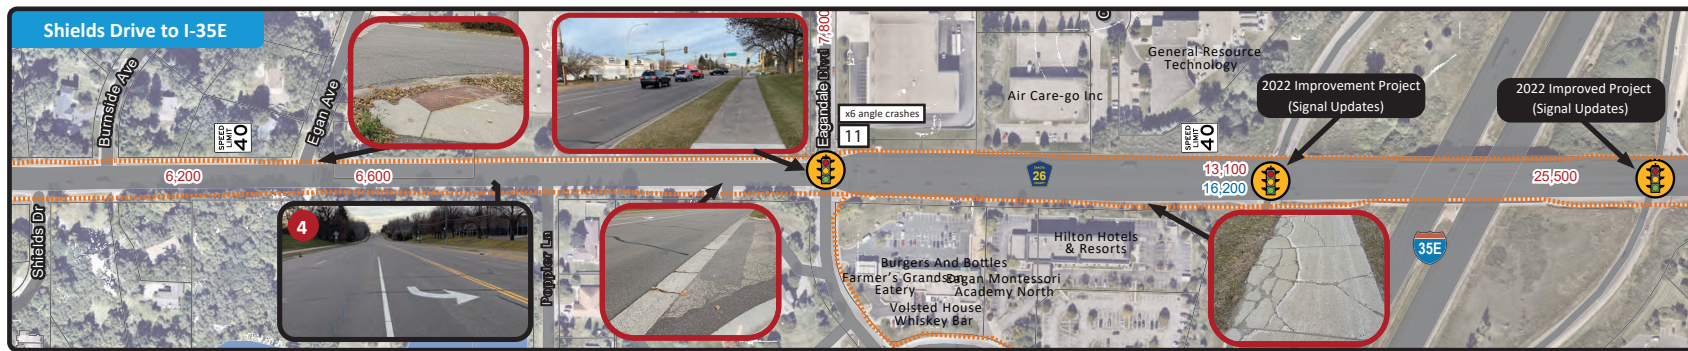 Shields Drive to I-35E
Burnside Ave
SPEED
LIMIT
40
Egan Ave
Eagandale Blvd
7,800
x6 angle crashes
11
Air Care-go Inc
General Resource
Technology
2022 Improvement Project
(Signal Updates)
2022 Improved Project
(Signal Updates)
SPEED
LIMIT
40
6,200
6,600
26
13,100
16,200
25,500
Shields Dr
4
Poppler Ln
Burgers And Bottles
Farmer's Grandson
Eatery
Eagan Montessori
Academy North
Volsted House
Whiskey Bar
Hilton Hotels
& Resorts
35E